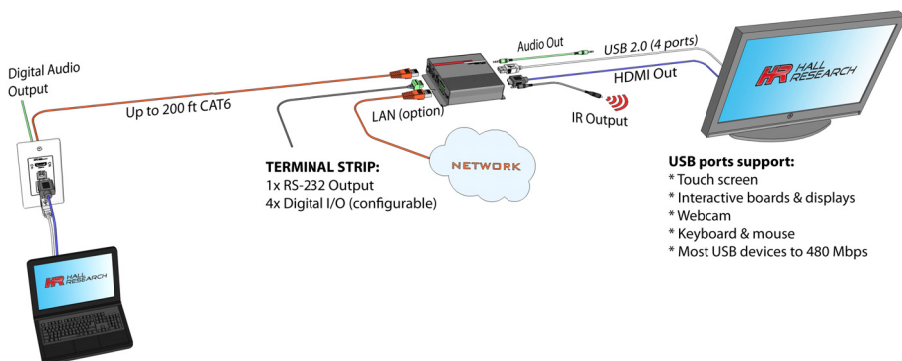 Digital Audio
Output
Up to 200 ft CAT6
Audio Out
USB 2.0 (4 ports)
HDMI Out
LAN (option)
IR Output
NETWORK
TERMINAL STRIP:
1x RS-232 Output
4x Digital I/O (configurable)
HR HALL
RESEARCH
USB ports support:
* Touch screen
* Interactive boards & displays
* Webcam
* Keyboard & mouse
* Most USB devices to 480 Mbps
HR HALL
RESEARCH